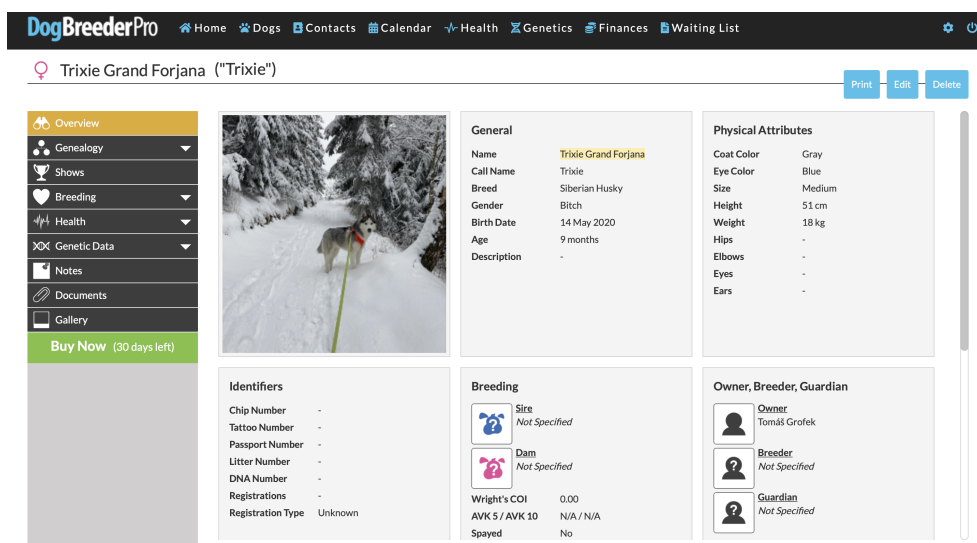 DogBreederPro Home Dogs Contacts Calendar Health Genetics Finances Waiting List
Trixie Grand Forjana ("Trixie")
Print Edit Delete
Overview
Genealogy
Shows
Breeding
Health
Genetic Data
Notes
Documents
Gallery
Buy Now (30 days left)
General
Name Trixie Grand Forjana
Call Name Trixie
Breed Siberian Husky
Gender Bitch
Birth Date 14 May 2020
Age 9 months
Description -
Physical Attributes
Coat Color Gray
Eye Color Blue
Size Medium
Height 51 cm
Weight 18 kg
Hips -
Elbows -
Eyes -
Ears -
Identifiers
Chip Number -
Tattoo Number -
Passport Number -
Litter Number -
DNA Number -
Registrations -
Registration Type Unknown
Breeding
Sire
Not Specified
Dam
Not Specified
Wright's COI 0.00
AVK 5 / AVK 10 N/A / N/A
Spayed No
Owner, Breeder, Guardian
Owner
Tomáš Grofek
Breeder
Not Specified
Guardian
Not Specified